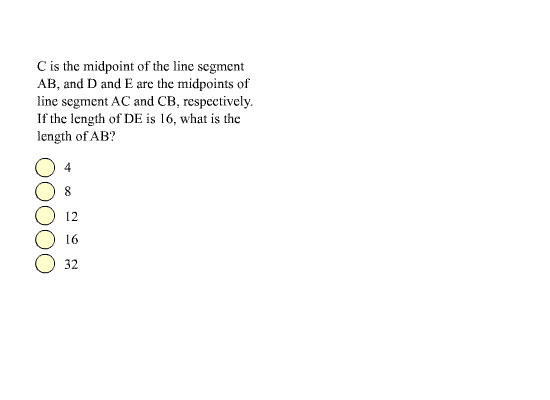 C is the midpoint of the line segment
AB, and D and E are the midpoints of
line segment AC and CB, respectively.
If the length of DE is 16, what is the
length of AB?
4
8
12
16
32